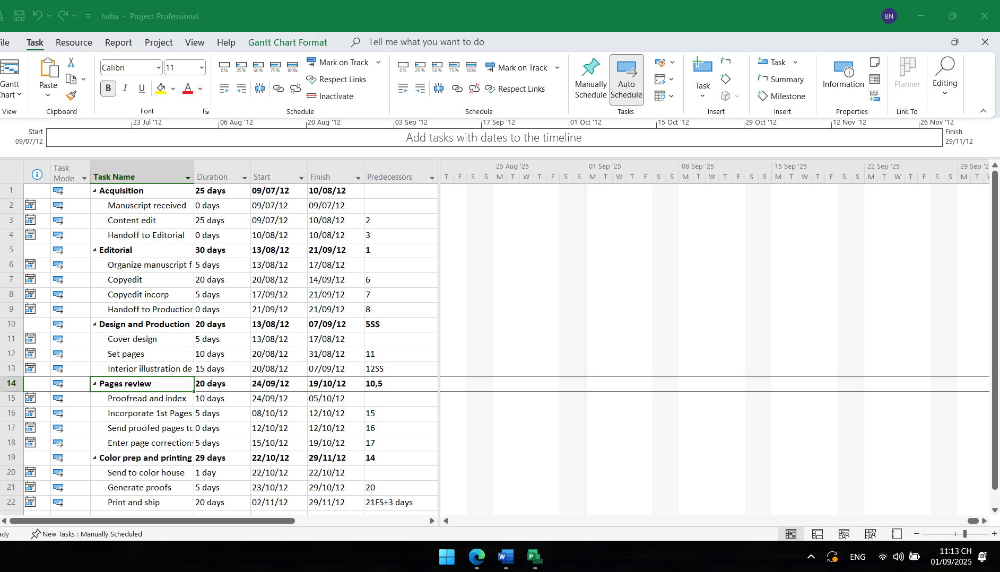 haha - Project Professional
BN
ile Task Resource Report Project View Help Gantt Chart Format Tell me what you want to do
Gantt
hart
View
Paste
Clipboard
Calibri 11
B I U A
Font
0% 25% 50% 75% 100%
Mark on Track
Respect Links
Inactivate
Schedule
0% 25% 50% 75% 100%
Mark on Track
Respect Links
Schedule
Manually
Schedule
Auto
Schedule
Tasks
Task
Insert
Task
Summary
Milestone
Insert
Information
Properties
Planner
Link To
Editing
23 Jul '12 06 Aug '12 20 Aug '12 03 Sep '12 17 Sep '12 01 Oct '12 15 Oct '12 29 Oct '12 12 Nov '12 26 Nov '12
Start
09/07/12
Add tasks with dates to the timeline
Finish
29/11/12
Task
Mode Task Name Duration Start Finish Predecessors
25 Aug '25 01 Sep '25 08 Sep '25 15 Sep '25 22 Sep '25 29 Sep '2
T F S S M T W T F S S M T W T F S S M T W T F S S M T W T F S S M T W T F S S M T
1 Acquisition 25 days 09/07/12 10/08/12
2 Manuscript received 0 days 09/07/12 09/07/12
3 Content edit 25 days 09/07/12 10/08/12 2
4 Handoff to Editorial 0 days 10/08/12 10/08/12 3
5 Editorial 30 days 13/08/12 21/09/12 1
6 Organize manuscript f 5 days 13/08/12 17/08/12
7 Copyedit 20 days 20/08/12 14/09/12 6
8 Copyedit incorp 5 days 17/09/12 21/09/12 7
9 Handoff to Production 0 days 21/09/12 21/09/12 8
10 Design and Production 20 days 13/08/12 07/09/12 5SS
11 Cover design 5 days 13/08/12 17/08/12
12 Set pages 10 days 20/08/12 31/08/12 11
13 Interior illustration de 15 days 20/08/12 07/09/12 12SS
14 Pages review 20 days 24/09/12 19/10/12 10,5
15 Proofread and index 10 days 24/09/12 05/10/12
16 Incorporate 1st Pages 5 days 08/10/12 12/10/12 15
17 Send proofed pages to 0 days 12/10/12 12/10/12 16
18 Enter page corrections 5 days 15/10/12 19/10/12 17
19 Color prep and printing 29 days 22/10/12 29/11/12 14
20 Send to color house 1 day 22/10/12 22/10/12
21 Generate proofs 5 days 23/10/12 29/10/12 20
22 Print and ship 20 days 02/11/12 29/11/12 21FS+3 days
ady New Tasks : Manually Scheduled
ENG
11:13 CH
01/09/2025